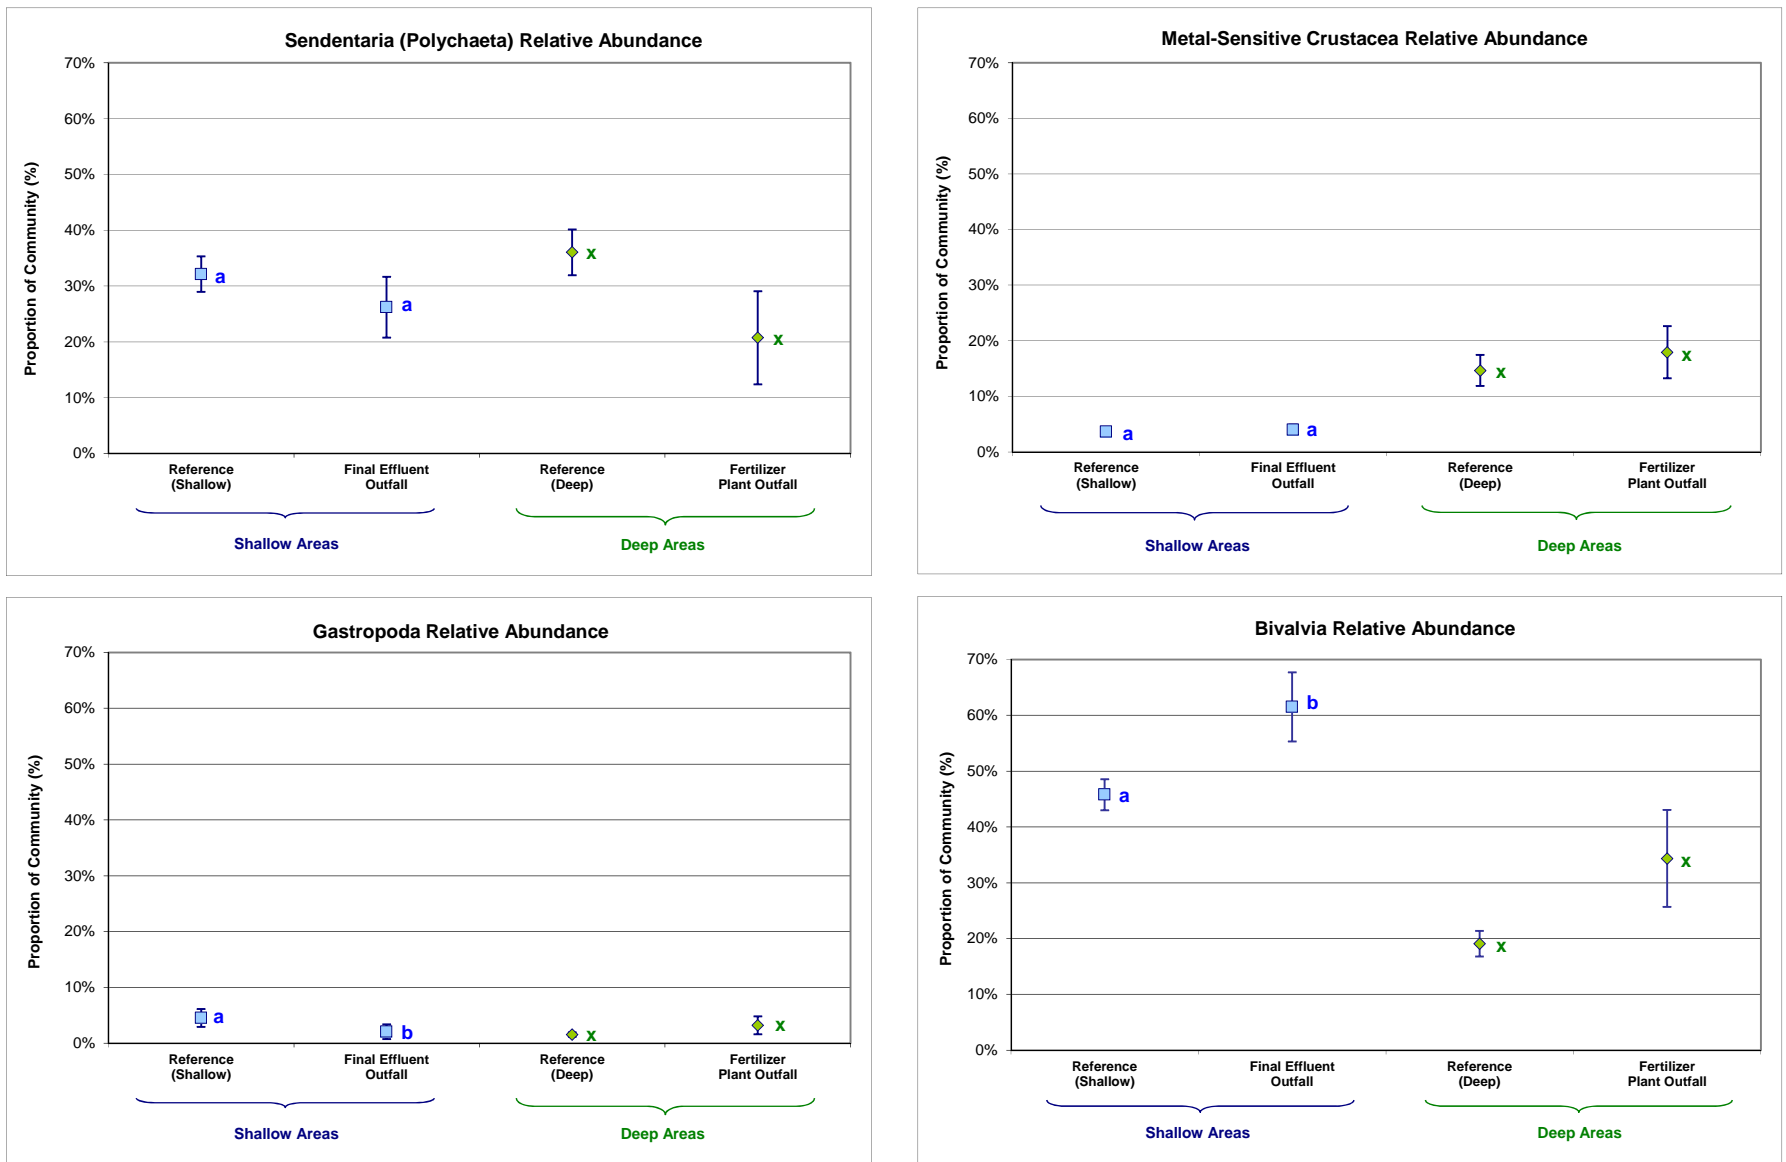 Sendentaria (Polychaeta) Relative Abundance
Proportion of Community (%)
70%
60%
50%
40%
30%
20%
10%
0%
a
a
x
x
Reference
(Shallow)
Final Effluent
Outfall
Reference
(Deep)
Fertilizer
Plant Outfall
Shallow Areas
Deep Areas
Metal-Sensitive Crustacea Relative Abundance
Proportion of Community (%)
70%
60%
50%
40%
30%
20%
10%
0%
a
a
x
x
Reference
(Shallow)
Final Effluent
Outfall
Reference
(Deep)
Fertilizer
Plant Outfall
Shallow Areas
Deep Areas
Gastropoda Relative Abundance
Proportion of Community (%)
70%
60%
50%
40%
30%
20%
10%
0%
a
b
x
x
Reference
(Shallow)
Final Effluent
Outfall
Reference
(Deep)
Fertilizer
Plant Outfall
Shallow Areas
Deep Areas
Bivalvia Relative Abundance
Proportion of Community (%)
70%
60%
50%
40%
30%
20%
10%
0%
a
b
x
x
Reference
(Shallow)
Final Effluent
Outfall
Reference
(Deep)
Fertilizer
Plant Outfall
Shallow Areas
Deep Areas